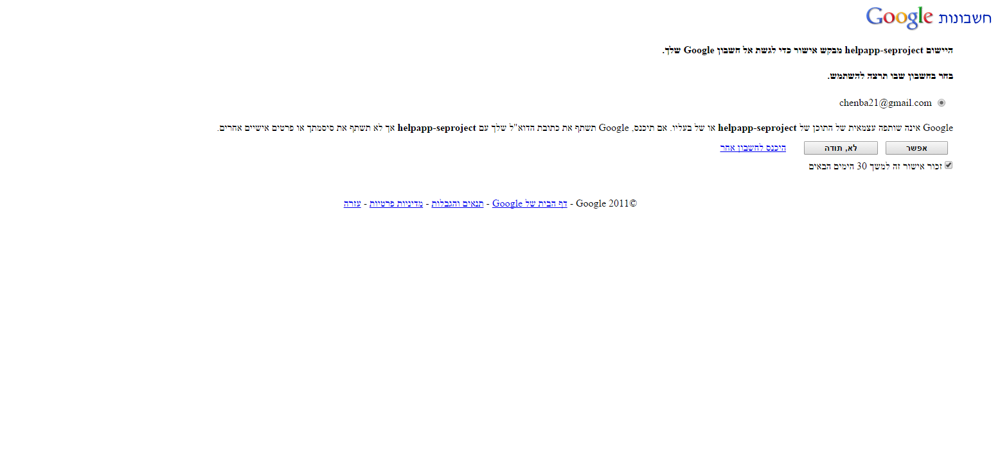 חשבונות Google
היישום helpapp-seproject מבקש אישור כדי לגשת אל חשבון Google שלך.
בחר בחשבון שבו תרצה להשתמש.
chenba21@gmail.com
Google אינה שותפה עצמאית של התוכן של helpapp-seproject או של בעליו. אם תיכנס, Google תשתף את כתובת הדוא"ל שלך עם helpapp-seproject אך לא תשתף את סיסמתך או פרטים אישיים אחרים.
אפשר לא, תודה היכנס לחשבון אחר
זכור אישור זה למשך 30 הימים הבאים
©2011 Google - דף הבית של Google - תנאים והגבלות - מדיניות פרטיות - עזרה